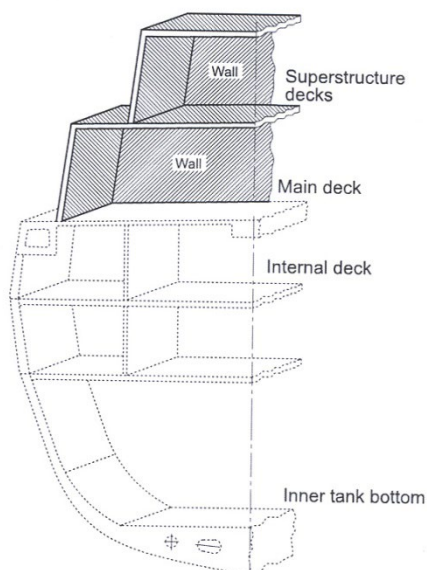 Wall
Superstructure
decks
Wall
Main deck
Internal deck
Inner tank bottom